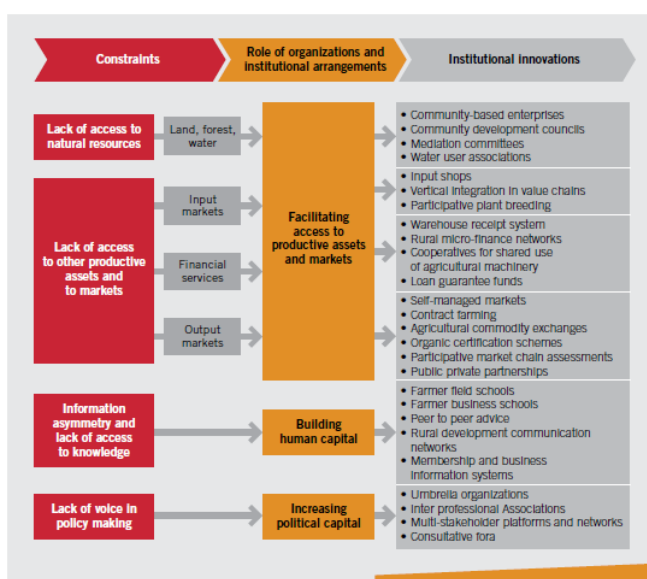 Constraints
Role of organizations and
institutional arrangements
Institutional innovations
Lack of access to
natural resources
Land, forest,
water
Facilitating
access to
productive assets
and markets
• Community-based enterprises
• Community development councils
• Mediation committees
• Water user associations
Lack of access
to other productive
assets and
to markets
Input
markets
• Input shops
• Vertical integration in value chains
• Participative plant breeding
Financial
services
• Warehouse receipt system
• Rural micro-finance networks
• Cooperatives for shared use
of agricultural machinery
• Loan guarantee funds
Output
markets
• Self-managed markets
• Contract farming
• Agricultural commodity exchanges
• Organic certification schemes
• Participative market chain assessments
• Public private partnerships
Information
asymmetry and
lack of access
to knowledge
Building
human capital
• Farmer field schools
• Farmer business schools
• Peer to peer advice
• Rural development communication
networks
• Membership and business
Information systems
Lack of voice in
policy making
Increasing
political capital
• Umbrella organizations
• Inter professional Associations
• Multi-stakeholder platforms and networks
• Consultative fora